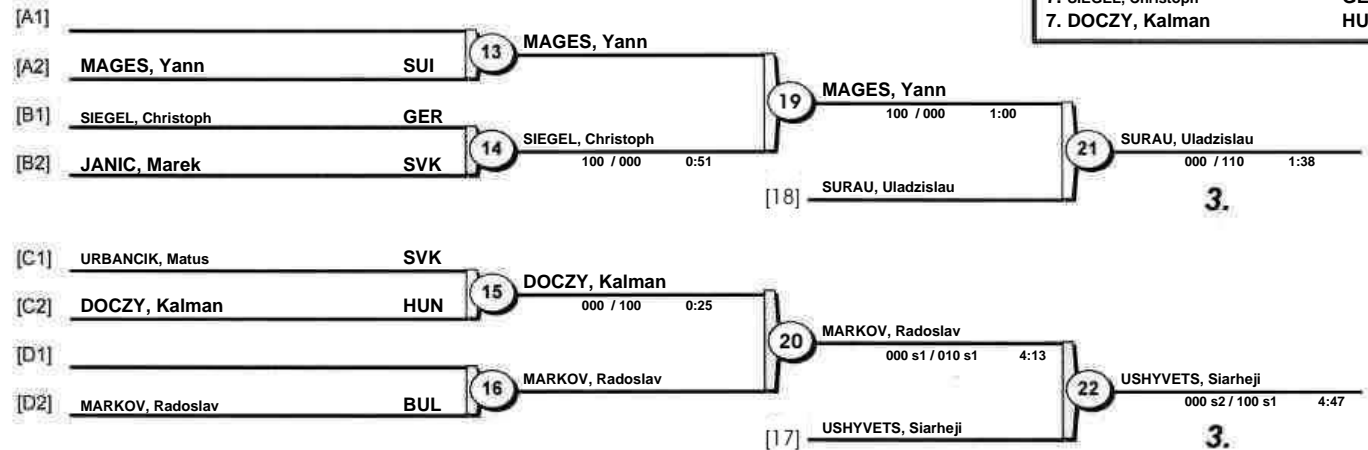 7. SIEGEL, Christoph
7. DOCZY, Kalman HU
[A1]
[A2] MAGES, Yann SUI
13 MAGES, Yann
[B1] SIEGEL, Christoph GER
[B2] JANIC, Marek SVK
14 SIEGEL, Christoph
100 / 000 0:51
19 MAGES, Yann
100 / 000 1:00
[18] SURAU, Uladzislau
21 SURAU, Uladzislau
000 / 110 1:38
3.
[C1] URBANCIK, Matus SVK
[C2] DOCZY, Kalman HUN
15 DOCZY, Kalman
000 / 100 0:25
[D1]
[D2] MARKOV, Radoslav BUL
16 MARKOV, Radoslav
20 MARKOV, Radoslav
000 s1 / 010 s1 4:13
[17] USHYVETS, Siarheji
22 USHYVETS, Siarheji
000 s2 / 100 s1 4:47
3.